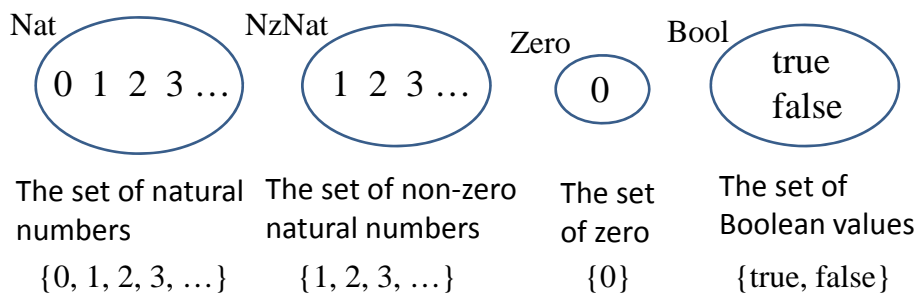 Nat
0 1 2 3 …
NzNat
1 2 3 …
Zero
0
Bool
true
false
The set of natural
numbers
{0, 1, 2, 3, …}
The set of non-zero
natural numbers
{1, 2, 3, …}
The set
of zero
{0}
The set of
Boolean values
{true, false}